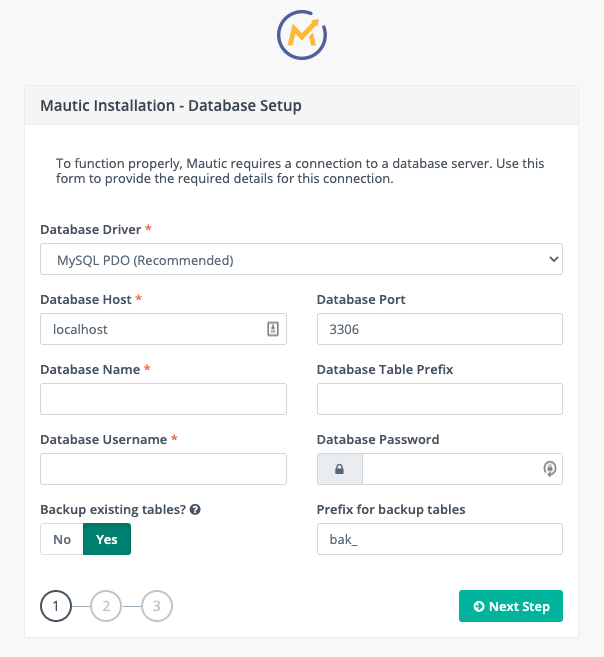 Mautic Installation - Database Setup
To function properly, Mautic requires a connection to a database server. Use this
form to provide the required details for this connection.
Database Driver *
MySQL PDO (Recommended)
Database Host *
Database Port
localhost
3306
Database Name *
Database Table Prefix
Database Username *
Database Password
Backup existing tables?
Prefix for backup tables
No Yes
bak_
1 2 3
Next Step